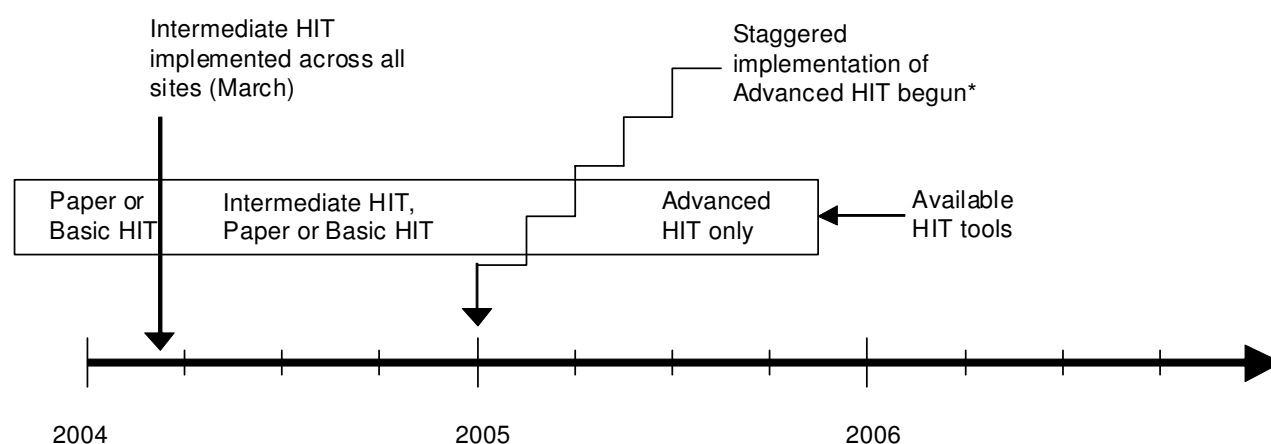 Intermediate HIT
implemented across all
sites (March)
Staggered
implementation of
Advanced HIT begun*
Paper or
Basic HIT
Intermediate HIT,
Paper or Basic HIT
Advanced
HIT only
Available
HIT tools
2004
2005
2006